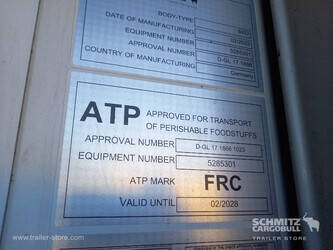 BODY-TYPE
DATE OF MANUFACTURING
EQUIPMENT NUMBER
APPROVAL NUMBER
COUNTRY OF MANUFACTURING
Germany
ATP APPROVED FOR TRANSPORT
OF PERISHABLE FOODSTUFFS
APPROVAL NUMBER D-GL 17 1866 1023
EQUIPMENT NUMBER 5285301
ATP MARK FRC
VALID UNTIL 02/2028
www.trailer-store.com
SCHMITZ
CARGOBULL
TRAILER STORE